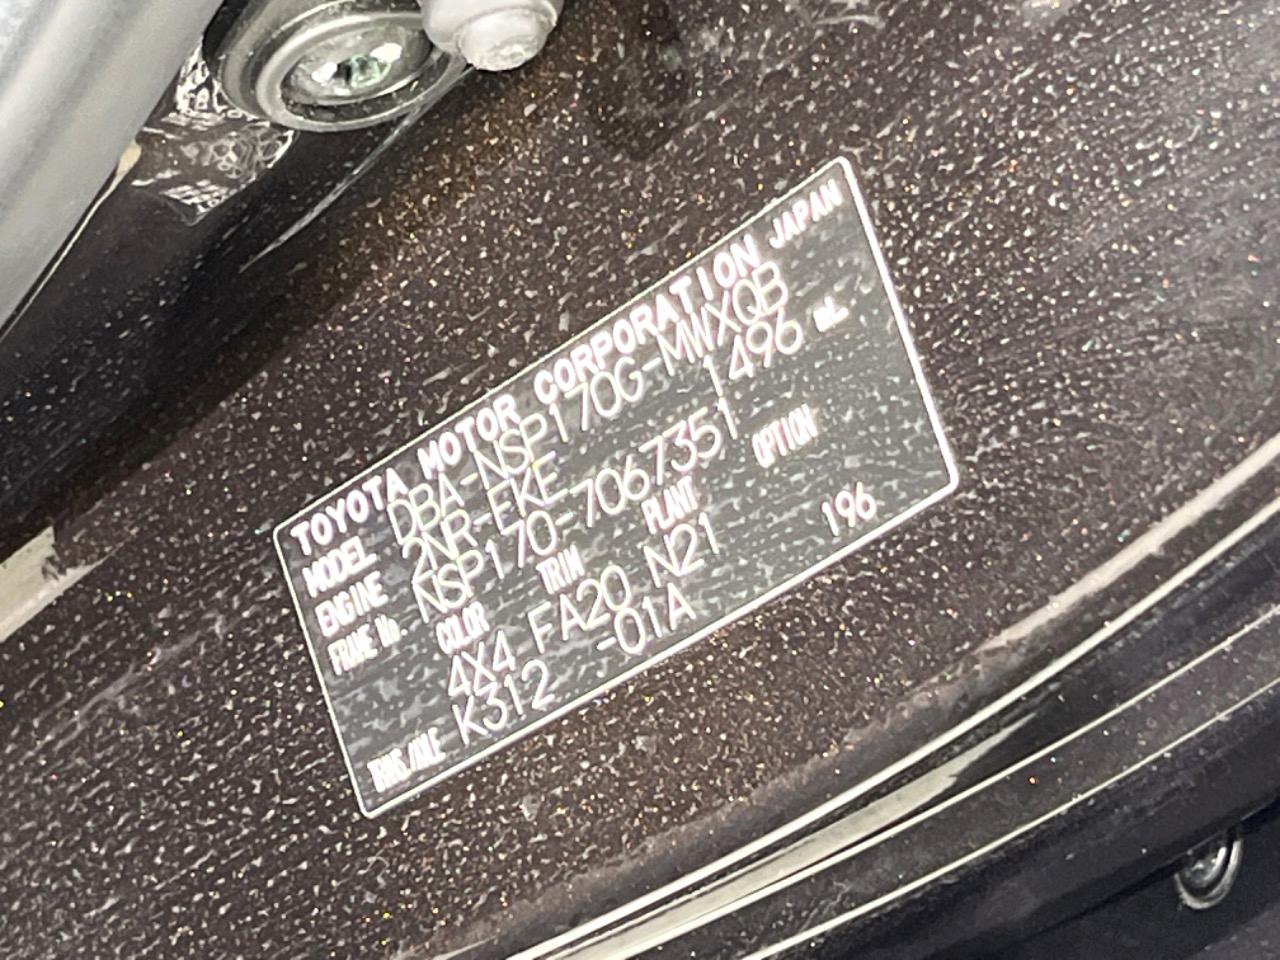 TOYOTA MOTOR CORPORATION JAPAN
MODEL DBA-NSP170G-MWXQB
ENGINE 2NR-FKE 1496 mL
FRAME No. NSP170-7067351
COLOR TRIM PLANT OPTION
4X4 FA20 N21 196
TRANS/AXLE K312 -01A